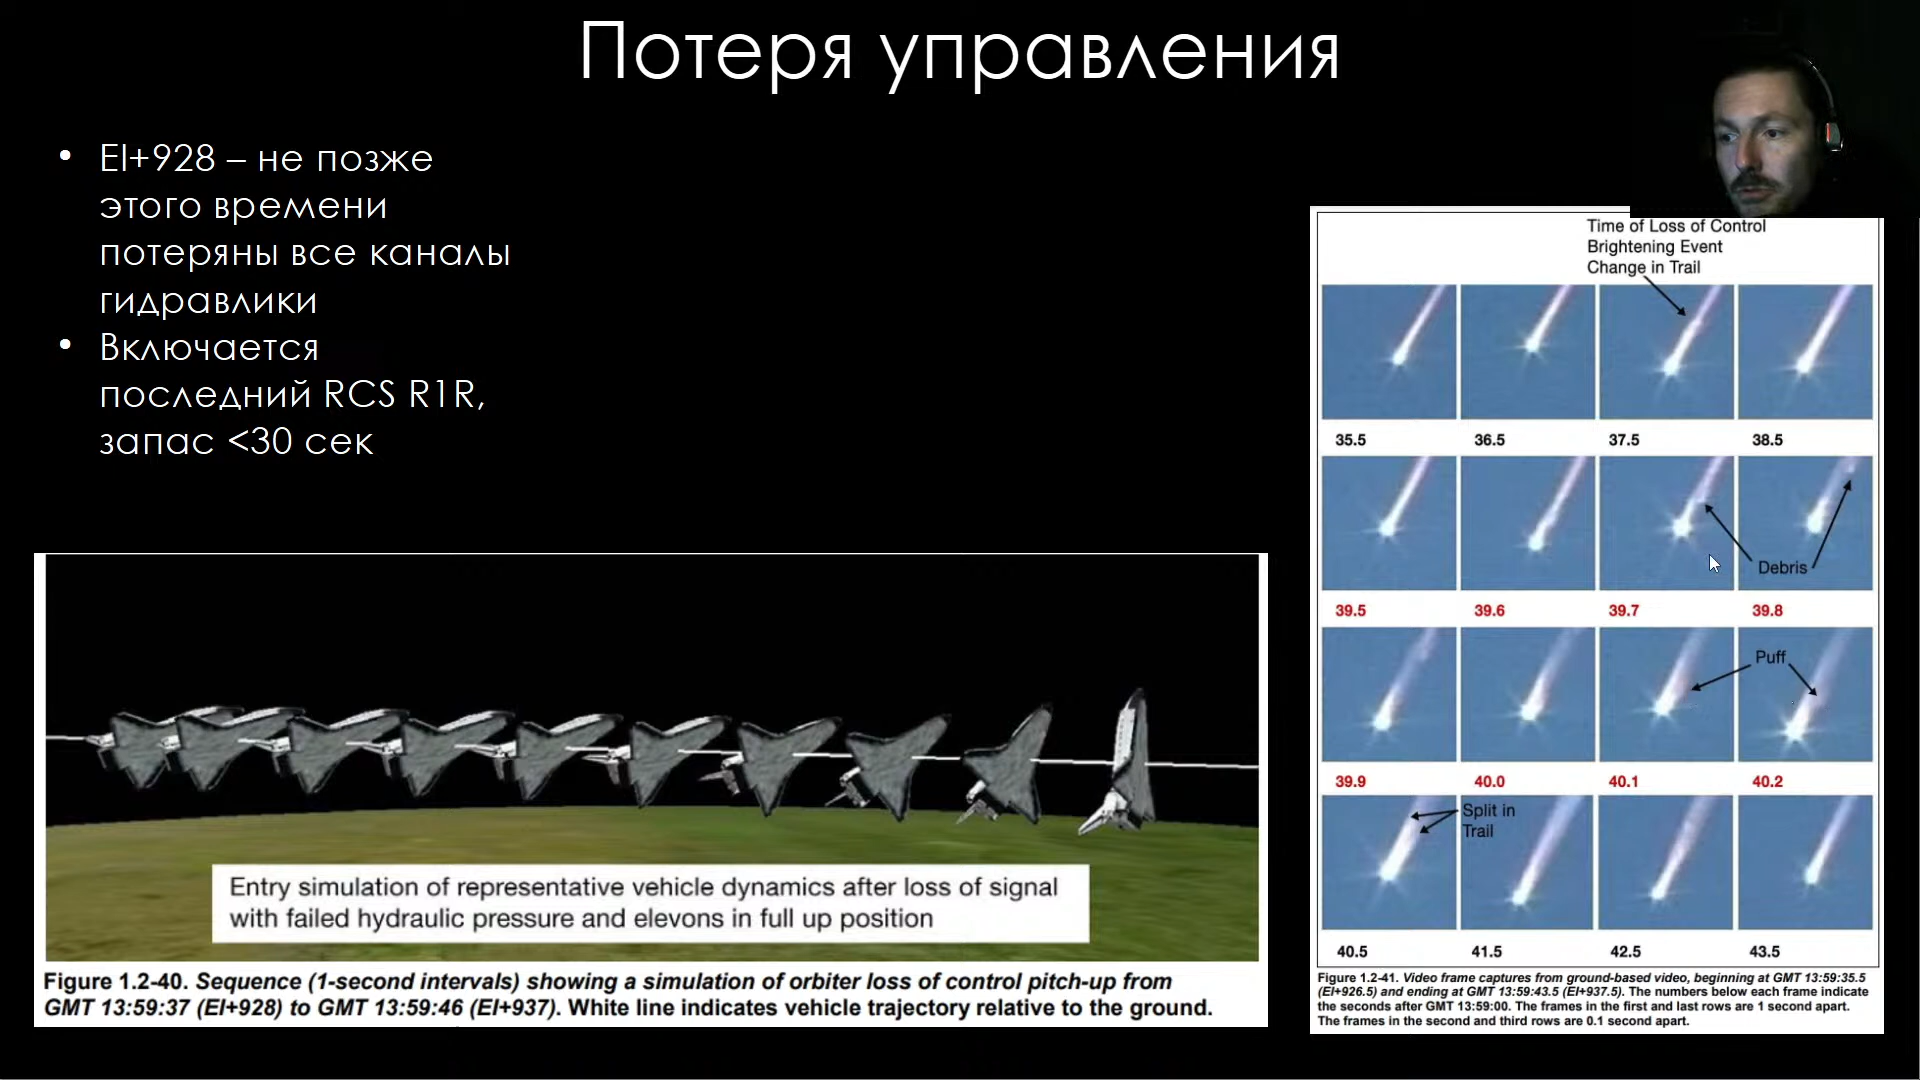 Потеря управления
• EI+928 – не позже
этого времени
потеряны все каналы
гидравлики
• Включается
последний RCS R1R,
запас <30 сек
Entry simulation of representative vehicle dynamics after loss of signal
with failed hydraulic pressure and elevons in full up position
Figure 1.2-40. Sequence (1-second intervals) showing a simulation of orbiter loss of control pitch-up from
GMT 13:59:37 (EI+928) to GMT 13:59:46 (EI+937). White line indicates vehicle trajectory relative to the ground.
Time of Loss of Control
Brightening Event
Change in Trail
35.5 36.5 37.5 38.5
Debris
39.5 39.6 39.7 39.8
Puff
39.9 40.0 40.1 40.2
Split in
Trail
40.5 41.5 42.5 43.5
Figure 1.2-41. Video frame captures from ground-based video, beginning at GMT 13:59:35.5
(EI+926.5) and ending at GMT 13:59:43.5 (EI+937.5). The numbers below each frame indicate
the seconds after GMT 13:59:00. The frames in the first and last rows are 1 second apart.
The frames in the second and third rows are 0.1 second apart.